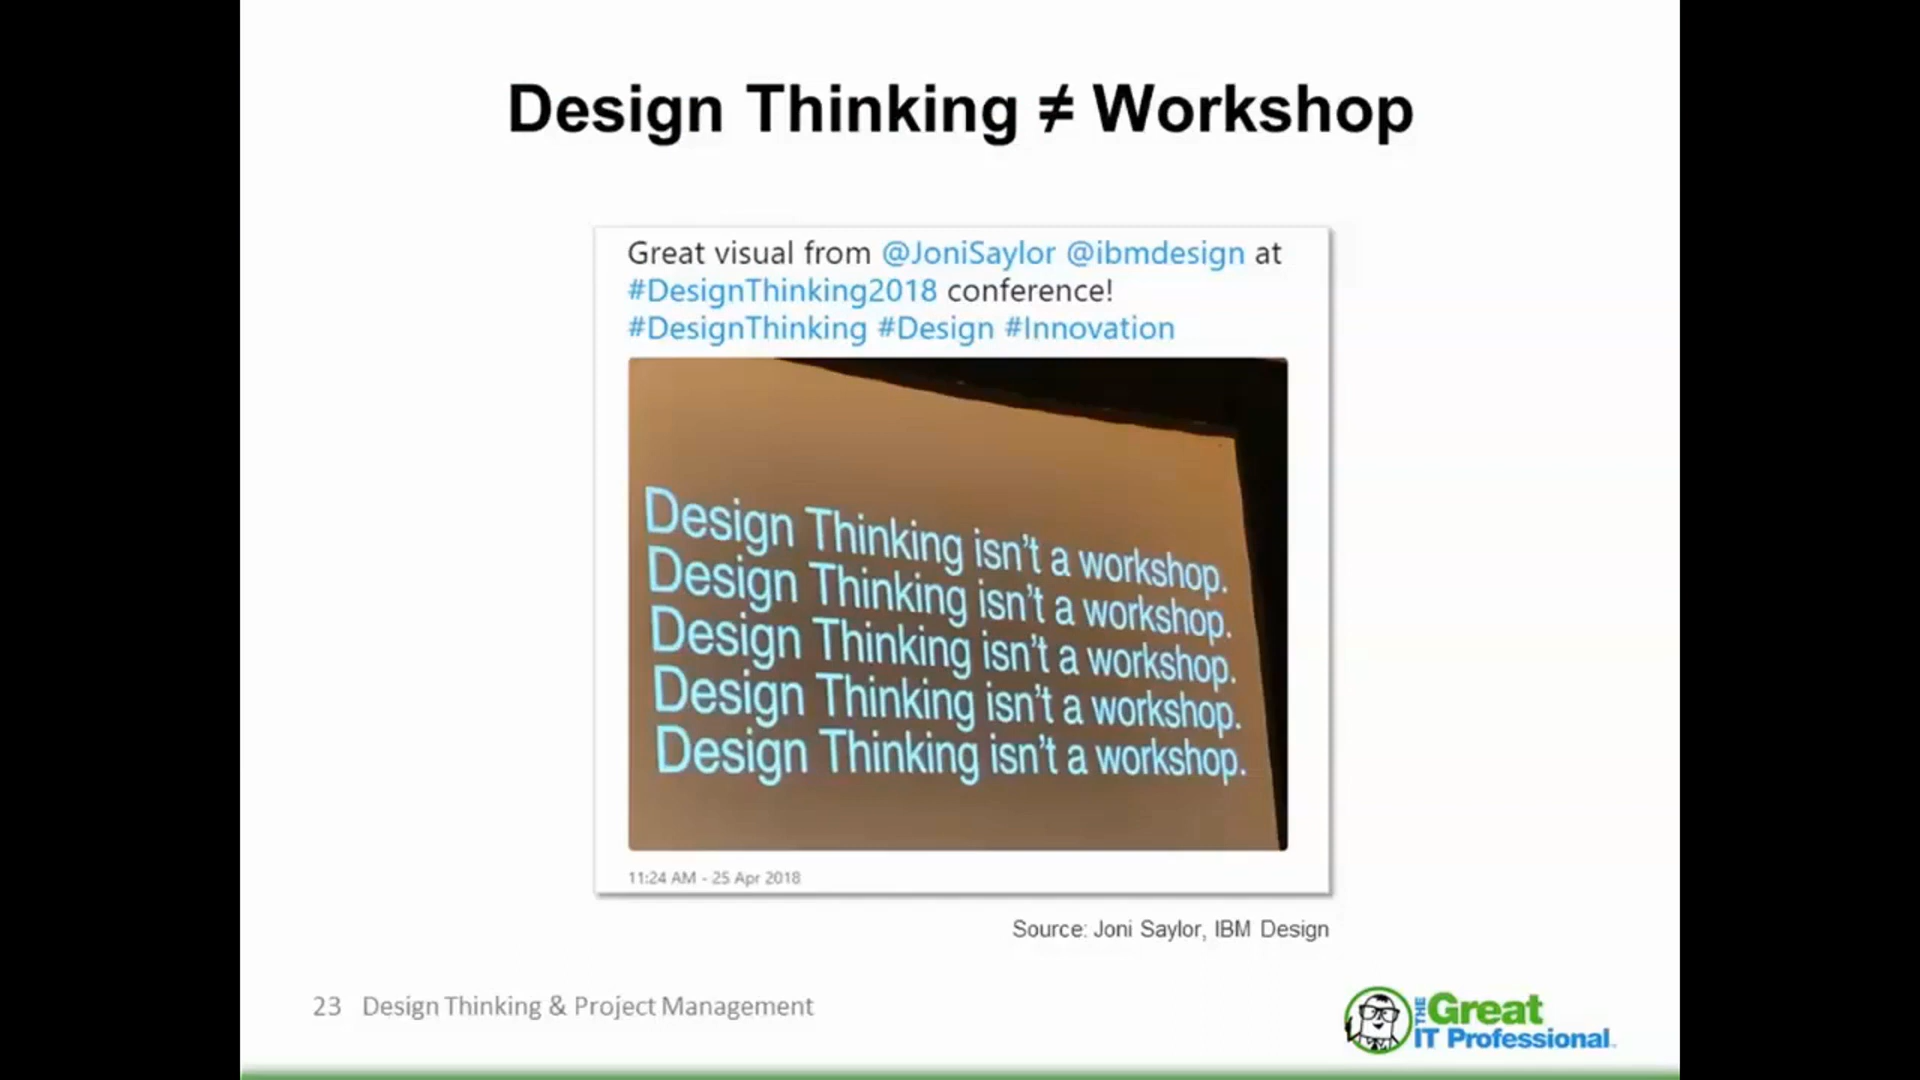 Design Thinking ≠ Workshop
Great visual from @JoniSaylor @ibmdesign at
#DesignThinking2018 conference!
#DesignThinking #Design #Innovation
Design Thinking isn't a workshop.
Design Thinking isn't a workshop.
Design Thinking isn't a workshop.
Design Thinking isn't a workshop.
Design Thinking isn't a workshop.
11:24 AM - 25 Apr 2018
Source: Joni Saylor, IBM Design
23 Design Thinking & Project Management
THE Great
IT Professional